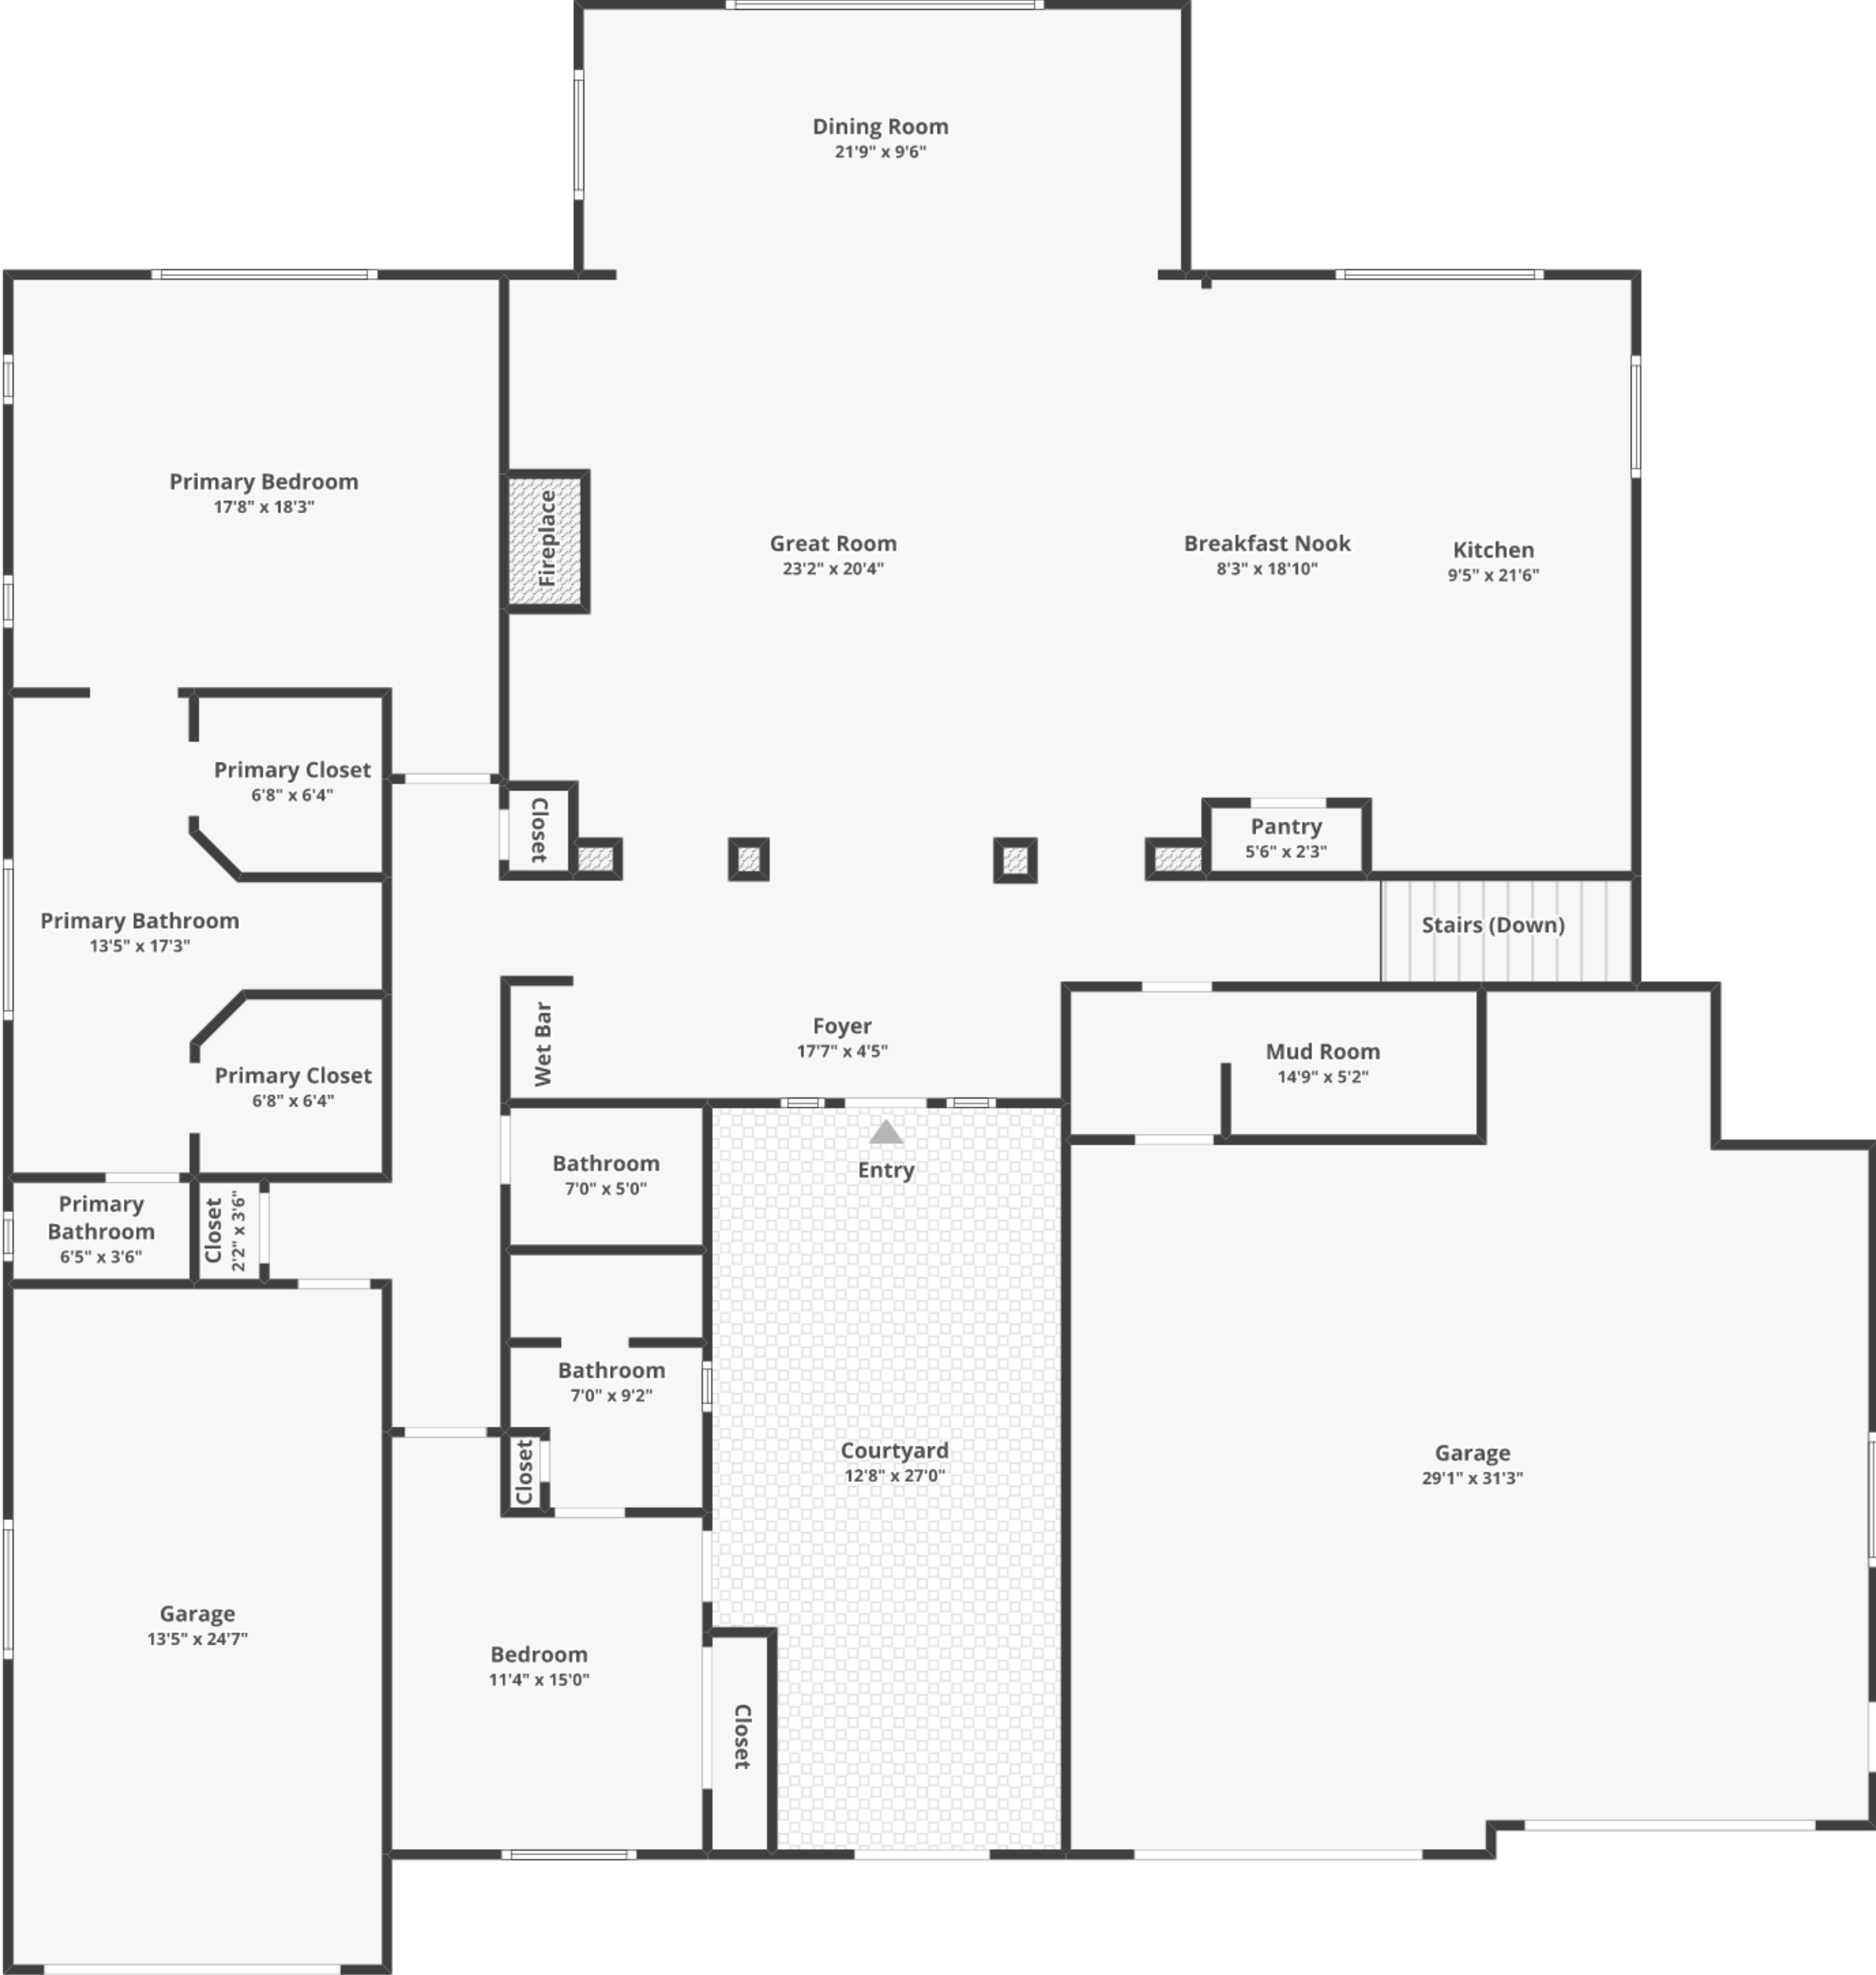 Dining Room
21'9" x 9'6"
Primary Bedroom
17'8" x 18'3"
Fireplace
Great Room
23'2" x 20'4"
Breakfast Nook
8'3" x 18'10"
Kitchen
9'5" x 21'6"
Primary Closet
6'8" x 6'4"
Closet
Pantry
5'6" x 2'3"
Primary Bathroom
13'5" x 17'3"
Stairs (Down)
Wet Bar
Foyer
17'7" x 4'5"
Mud Room
14'9" x 5'2"
Primary Closet
6'8" x 6'4"
Bathroom
7'0" x 5'0"
Entry
Primary
Bathroom
6'5" x 3'6"
Closet
2'2" x 3'6"
Bathroom
7'0" x 9'2"
Closet
Courtyard
12'8" x 27'0"
Garage
29'1" x 31'3"
Garage
13'5" x 24'7"
Bedroom
11'4" x 15'0"
Closet